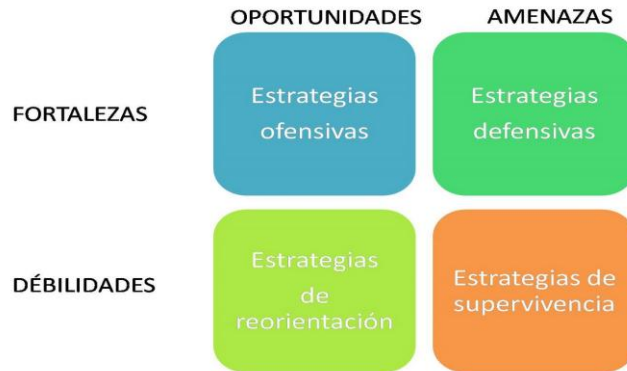 OPORTUNIDADES AMENAZAS
FORTALEZAS
Estrategias
ofensivas
Estrategias
defensivas
DÉBILIDADES
Estrategias
de
reorientación
Estrategias de
supervivencia